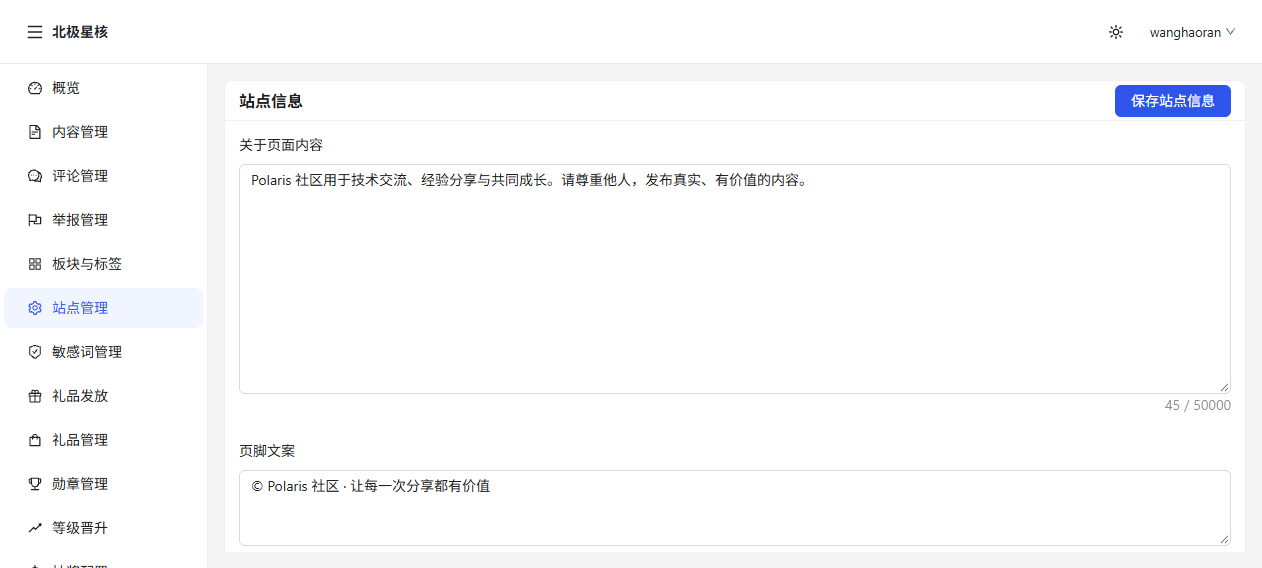 北极星核
wanghaoran
概览
内容管理
评论管理
举报管理
板块与标签
站点管理
敏感词管理
礼品发放
礼品管理
勋章管理
等级晋升
站点信息
保存站点信息
关于页面内容
Polaris 社区用于技术交流、经验分享与共同成长。请尊重他人，发布真实、有价值的内容。
45 / 50000
页脚文案
© Polaris 社区 · 让每一次分享都有价值